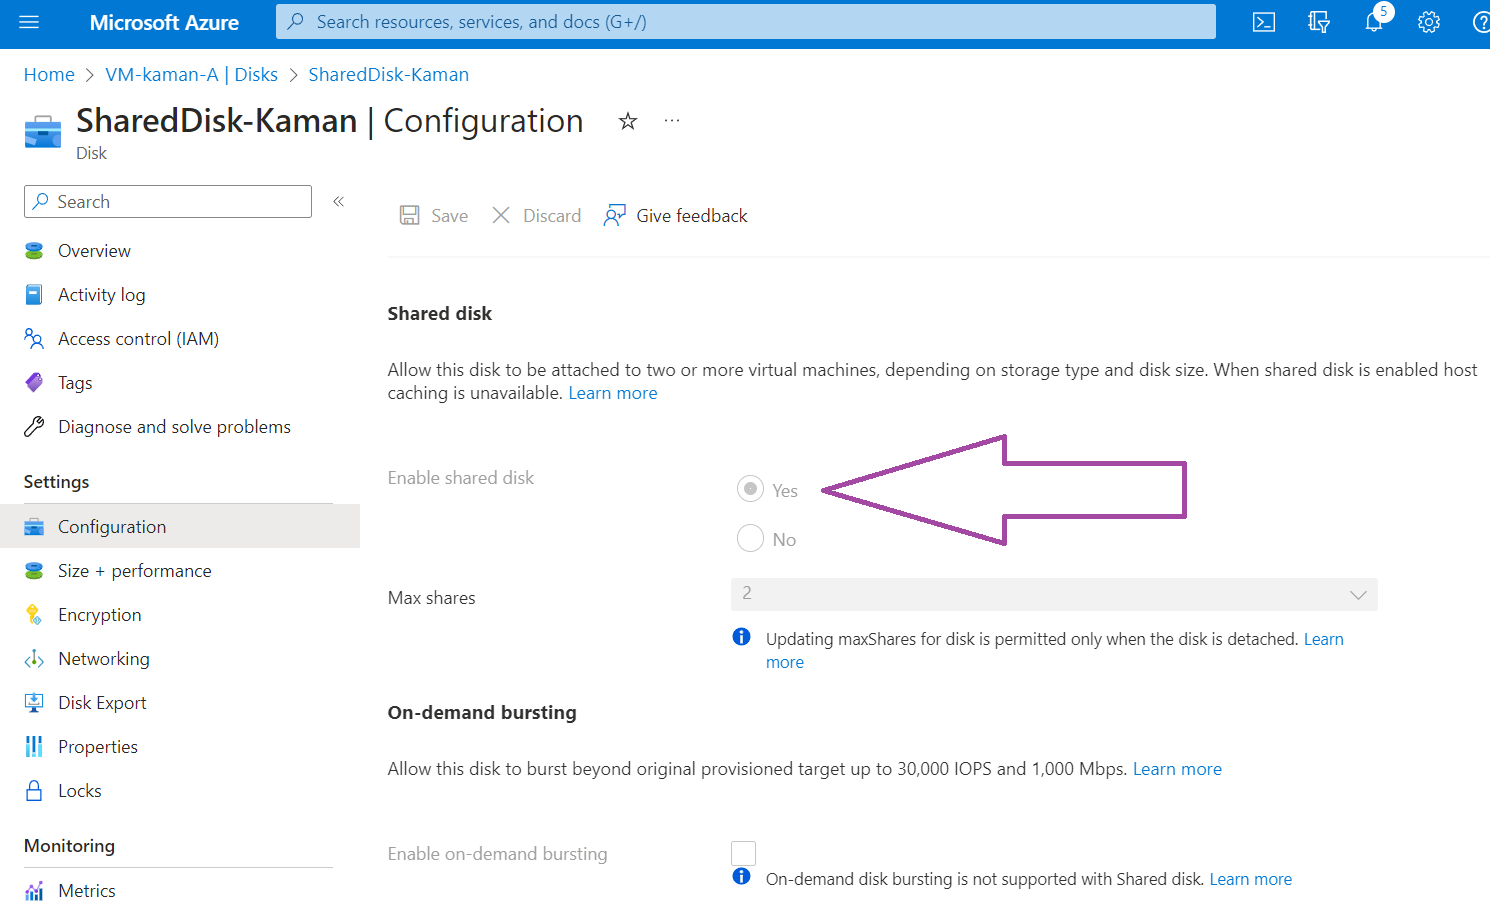 Microsoft Azure
Search resources, services, and docs (G+/)
5
Home > VM-kaman-A | Disks > SharedDisk-Kaman
SharedDisk-Kaman | Configuration
Disk
Search
«
Save
Discard
Give feedback
Overview
Activity log
Access control (IAM)
Tags
Diagnose and solve problems
Settings
Configuration
Size + performance
Encryption
Networking
Disk Export
Properties
Locks
Monitoring
Metrics
Shared disk
Allow this disk to be attached to two or more virtual machines, depending on storage type and disk size. When shared disk is enabled host
caching is unavailable. Learn more
Enable shared disk
Yes
No
Max shares
2
Updating maxShares for disk is permitted only when the disk is detached. Learn
more
On-demand bursting
Allow this disk to burst beyond original provisioned target up to 30,000 IOPS and 1,000 Mbps. Learn more
Enable on-demand bursting
On-demand disk bursting is not supported with Shared disk. Learn more